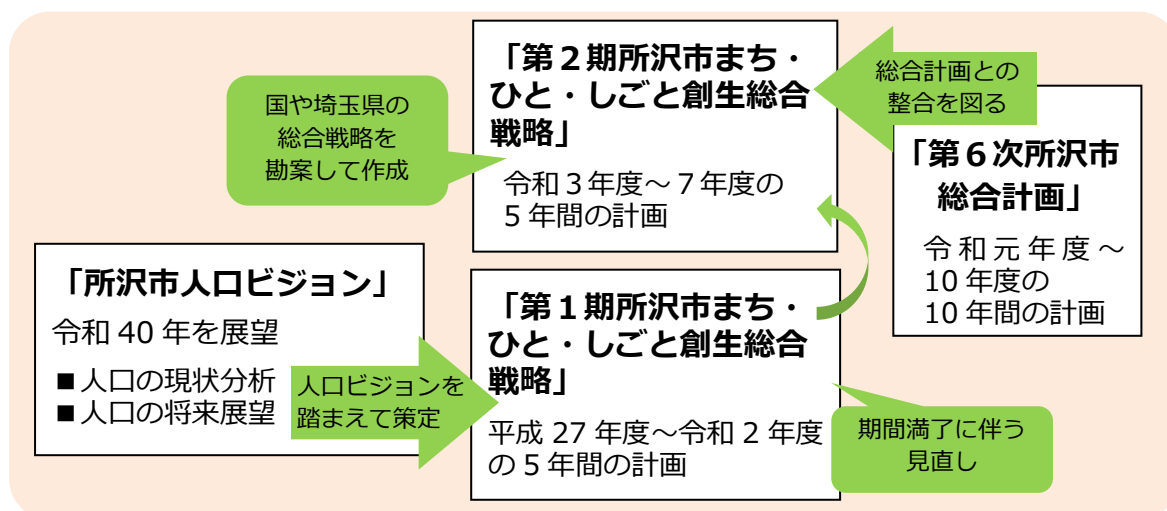 「第２期所沢市まち・
ひと・しごと創生総合
戦略」
令和３年度～７年度の
５年間の計画
国や埼玉県の
総合戦略を
勘案して作成
総合計画との
整合を図る
「第６次所沢市
総合計画」
令和元年度～
10 年度の
10 年間の計画
「所沢市人口ビジョン」
令和 40 年を展望
■人口の現状分析
■人口の将来展望
人口ビジョンを
踏まえて策定
「第１期所沢市まち・
ひと・しごと創生総合
戦略」
平成 27 年度～令和２年度
の５年間の計画
期間満了に伴う
見直し